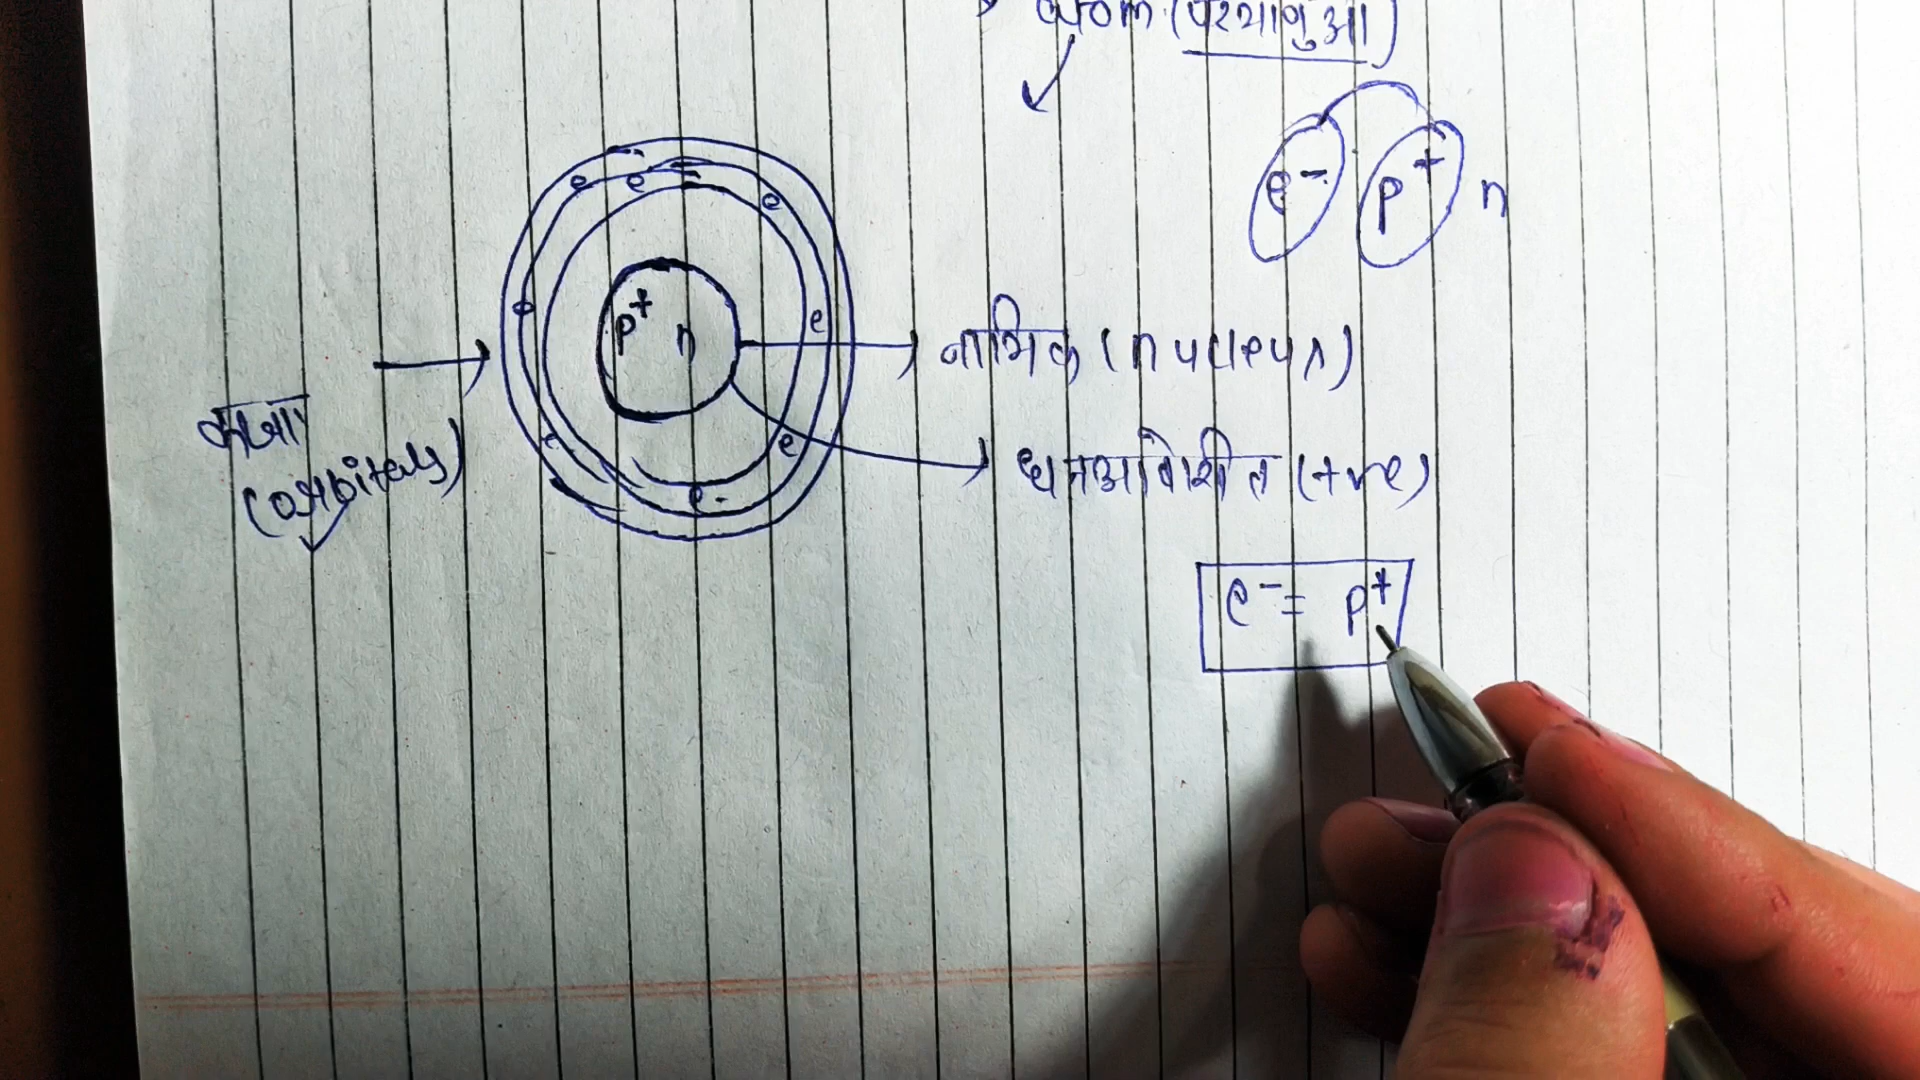 atom (परमाणुओ)
e⁻ p⁺ n
e e e
p⁺ n
e e
e e
e -
नाभिक (nucleus)
कक्षा
(orbitals)
धनआवेशीत (+ve)
e⁻ = p⁺